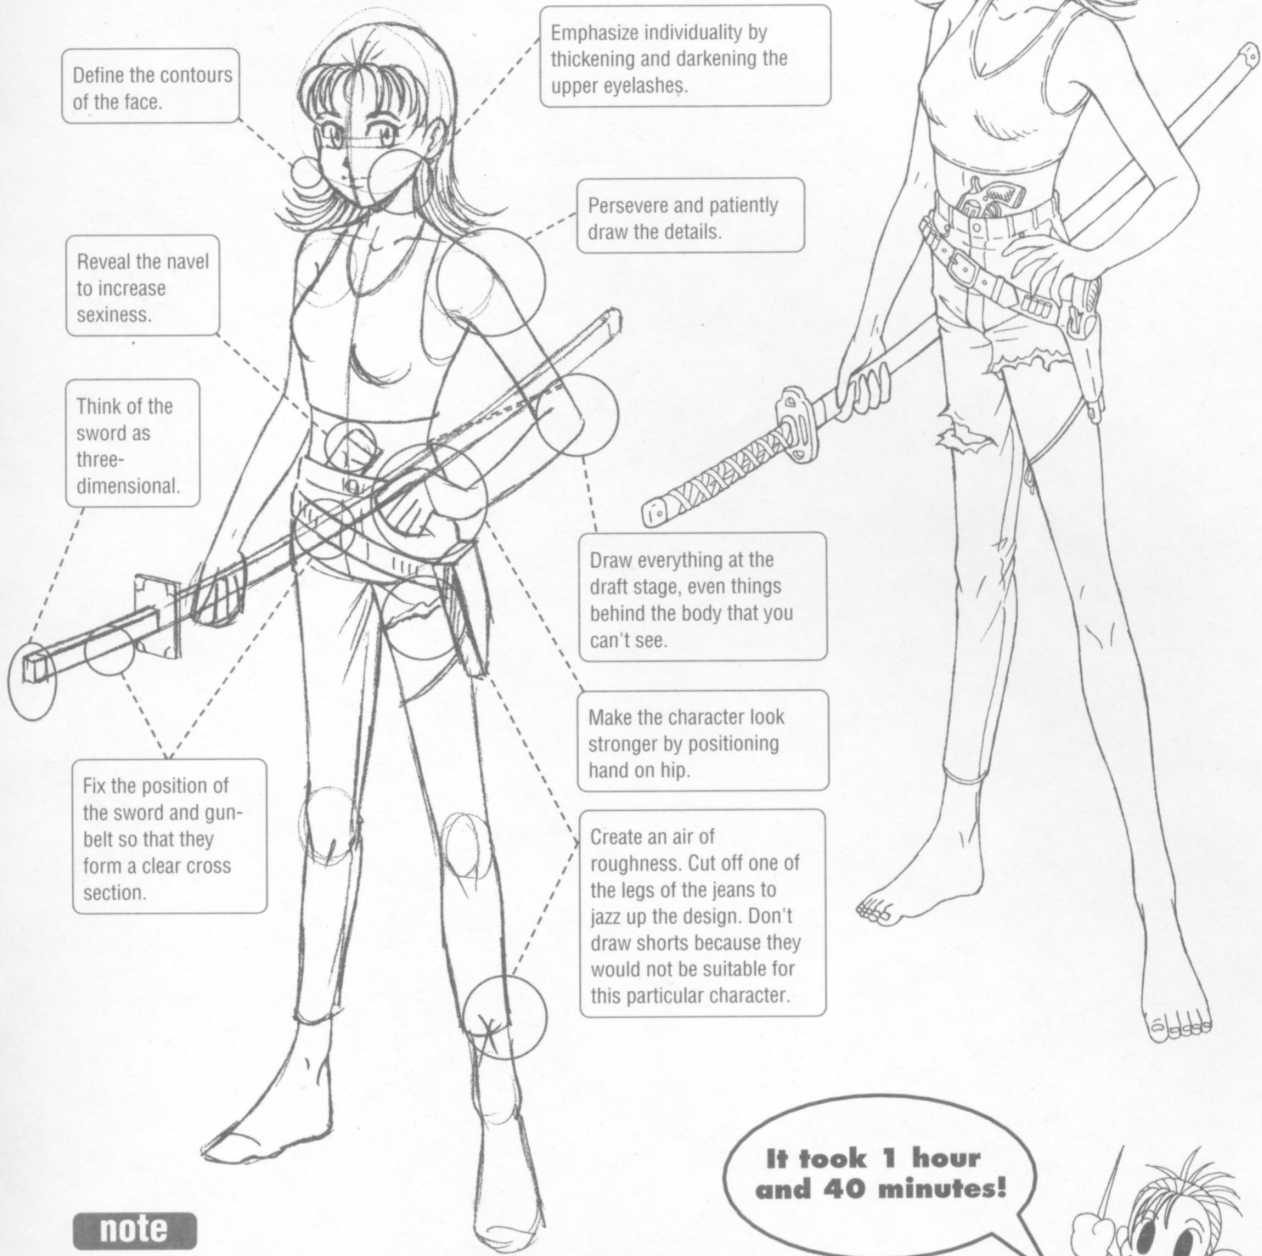 Define the contours
of the face.
Emphasize individuality by
thickening and darkening the
upper eyelashes.
Persevere and patiently
draw the details.
Reveal the navel
to increase
sexiness.
Think of the
sword as
three-
dimensional.
Draw everything at the
draft stage, even things
behind the body that you
can't see.
Make the character look
stronger by positioning
hand on hip.
Fix the position of
the sword and gun-
belt so that they
form a clear cross
section.
Create an air of
roughness. Cut off one of
the legs of the jeans to
jazz up the design. Don't
draw shorts because they
would not be suitable for
this particular character.
It took 1 hour
and 40 minutes!
note